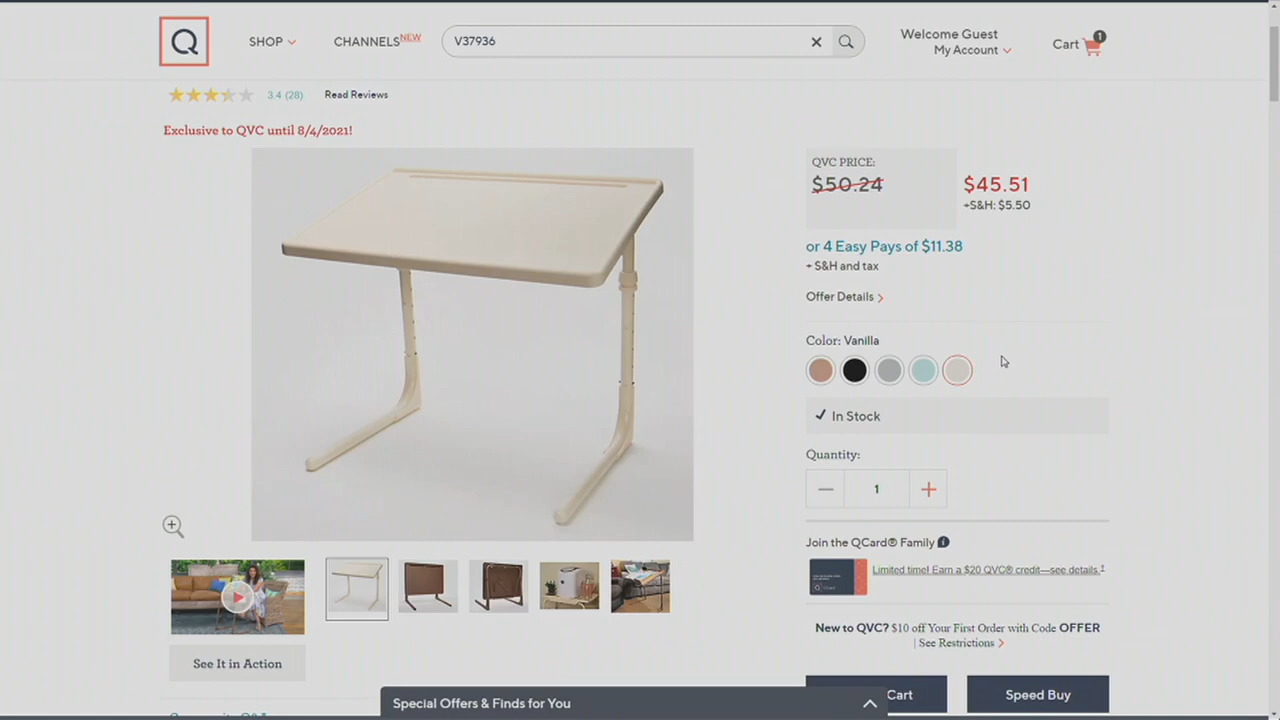 Q
SHOP
CHANNELS NEW
V37936
Welcome Guest
My Account
Cart
1
3.4 (28)
Read Reviews
Exclusive to QVC until 8/4/2021!
QVC PRICE:
$50.24
$45.51
+S&H: $5.50
or 4 Easy Pays of $11.38
+ S&H and tax
Offer Details
Color: Vanilla
In Stock
Quantity:
1
Join the QCard® Family
Limited time! Earn a $20 QVC® credit—see details.1
New to QVC? $10 off Your First Order with Code OFFER
| See Restrictions
See It in Action
Special Offers & Finds for You
Cart
Speed Buy